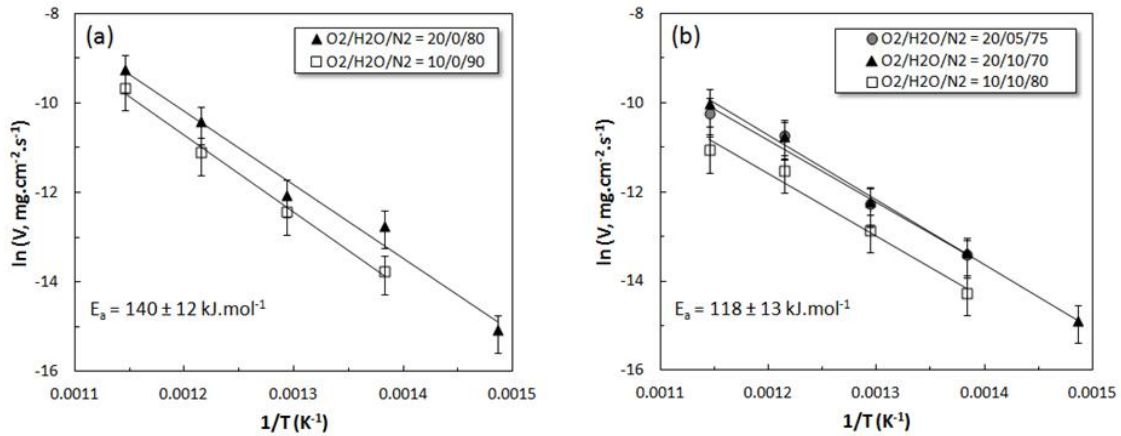 (a)
O2/H2O/N2 = 20/0/80
O2/H2O/N2 = 10/0/90
-8
-10
-12
-14
-16
ln (V, mg.cm-2.s-1)
Ea = 140 ± 12 kJ.mol-1
0.0011
0.0012
0.0013
0.0014
0.0015
1/T (K-1)
(b)
O2/H2O/N2 = 20/05/75
O2/H2O/N2 = 20/10/70
O2/H2O/N2 = 10/10/80
-8
-10
-12
-14
-16
ln (V, mg.cm-2.s-1)
Ea = 118 ± 13 kJ.mol-1
0.0011
0.0012
0.0013
0.0014
0.0015
1/T (K-1)